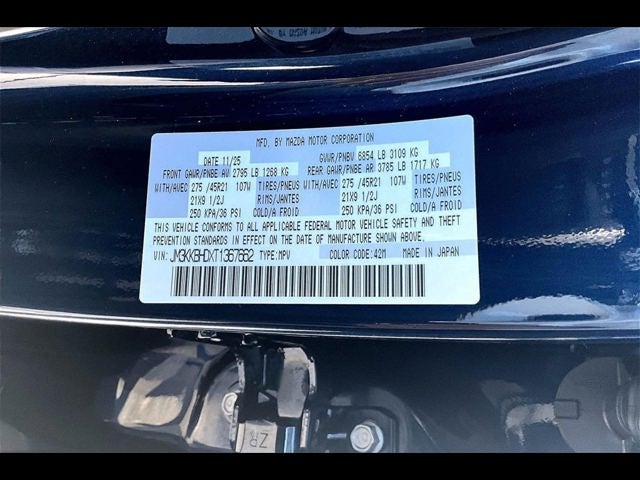 MFD. BY MAZDA MOTOR CORPORATION
DATE 11/25 GVWR/PNBV 6854 LB 3109 KG
FRONT GAWR/PNBE AV 2795 LB 1268 KG REAR GAWR/PNBE AR 3785 LB 1717 KG
WITH/AVEC 275 /45R21 107W TIRES/PNEUS WITH/AVEC 275 /45R21 107W TIRES/PNEUS
21X9 1/2J RIMS/JANTES 21X9 1/2J RIMS/JANTES
250 KPA/36 PSI COLD/A FROID 250 KPA/36 PSI COLD/A FROID
THIS VEHICLE CONFORMS TO ALL APPLICABLE FEDERAL MOTOR VEHICLE SAFETY AND THEFT
PREVENTION STANDARDS IN EFFECT ON THE DATE OF MANUFACTURE SHOWN ABOVE.
VIN: JM3KKBHDXT1367662 TYPE:MPV COLOR CODE:42M MADE IN JAPAN
ZR